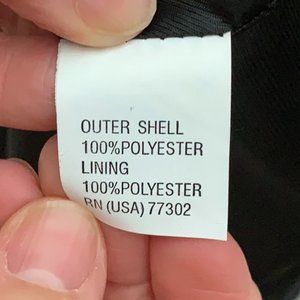 OUTER SHELL
100%POLYESTER
LINING
100%POLYESTER
RN (USA) 77302